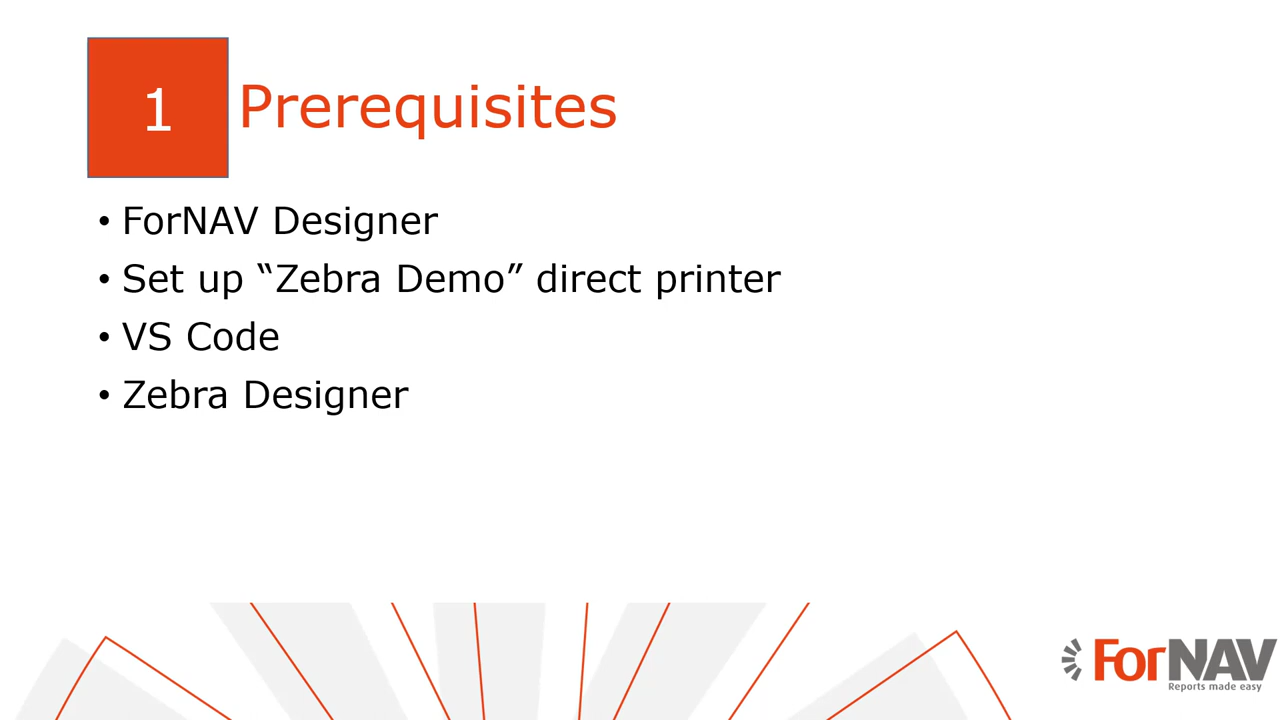 1 Prerequisites
• ForNAV Designer
• Set up “Zebra Demo” direct printer
• VS Code
• Zebra Designer
ForNAV
Reports made easy